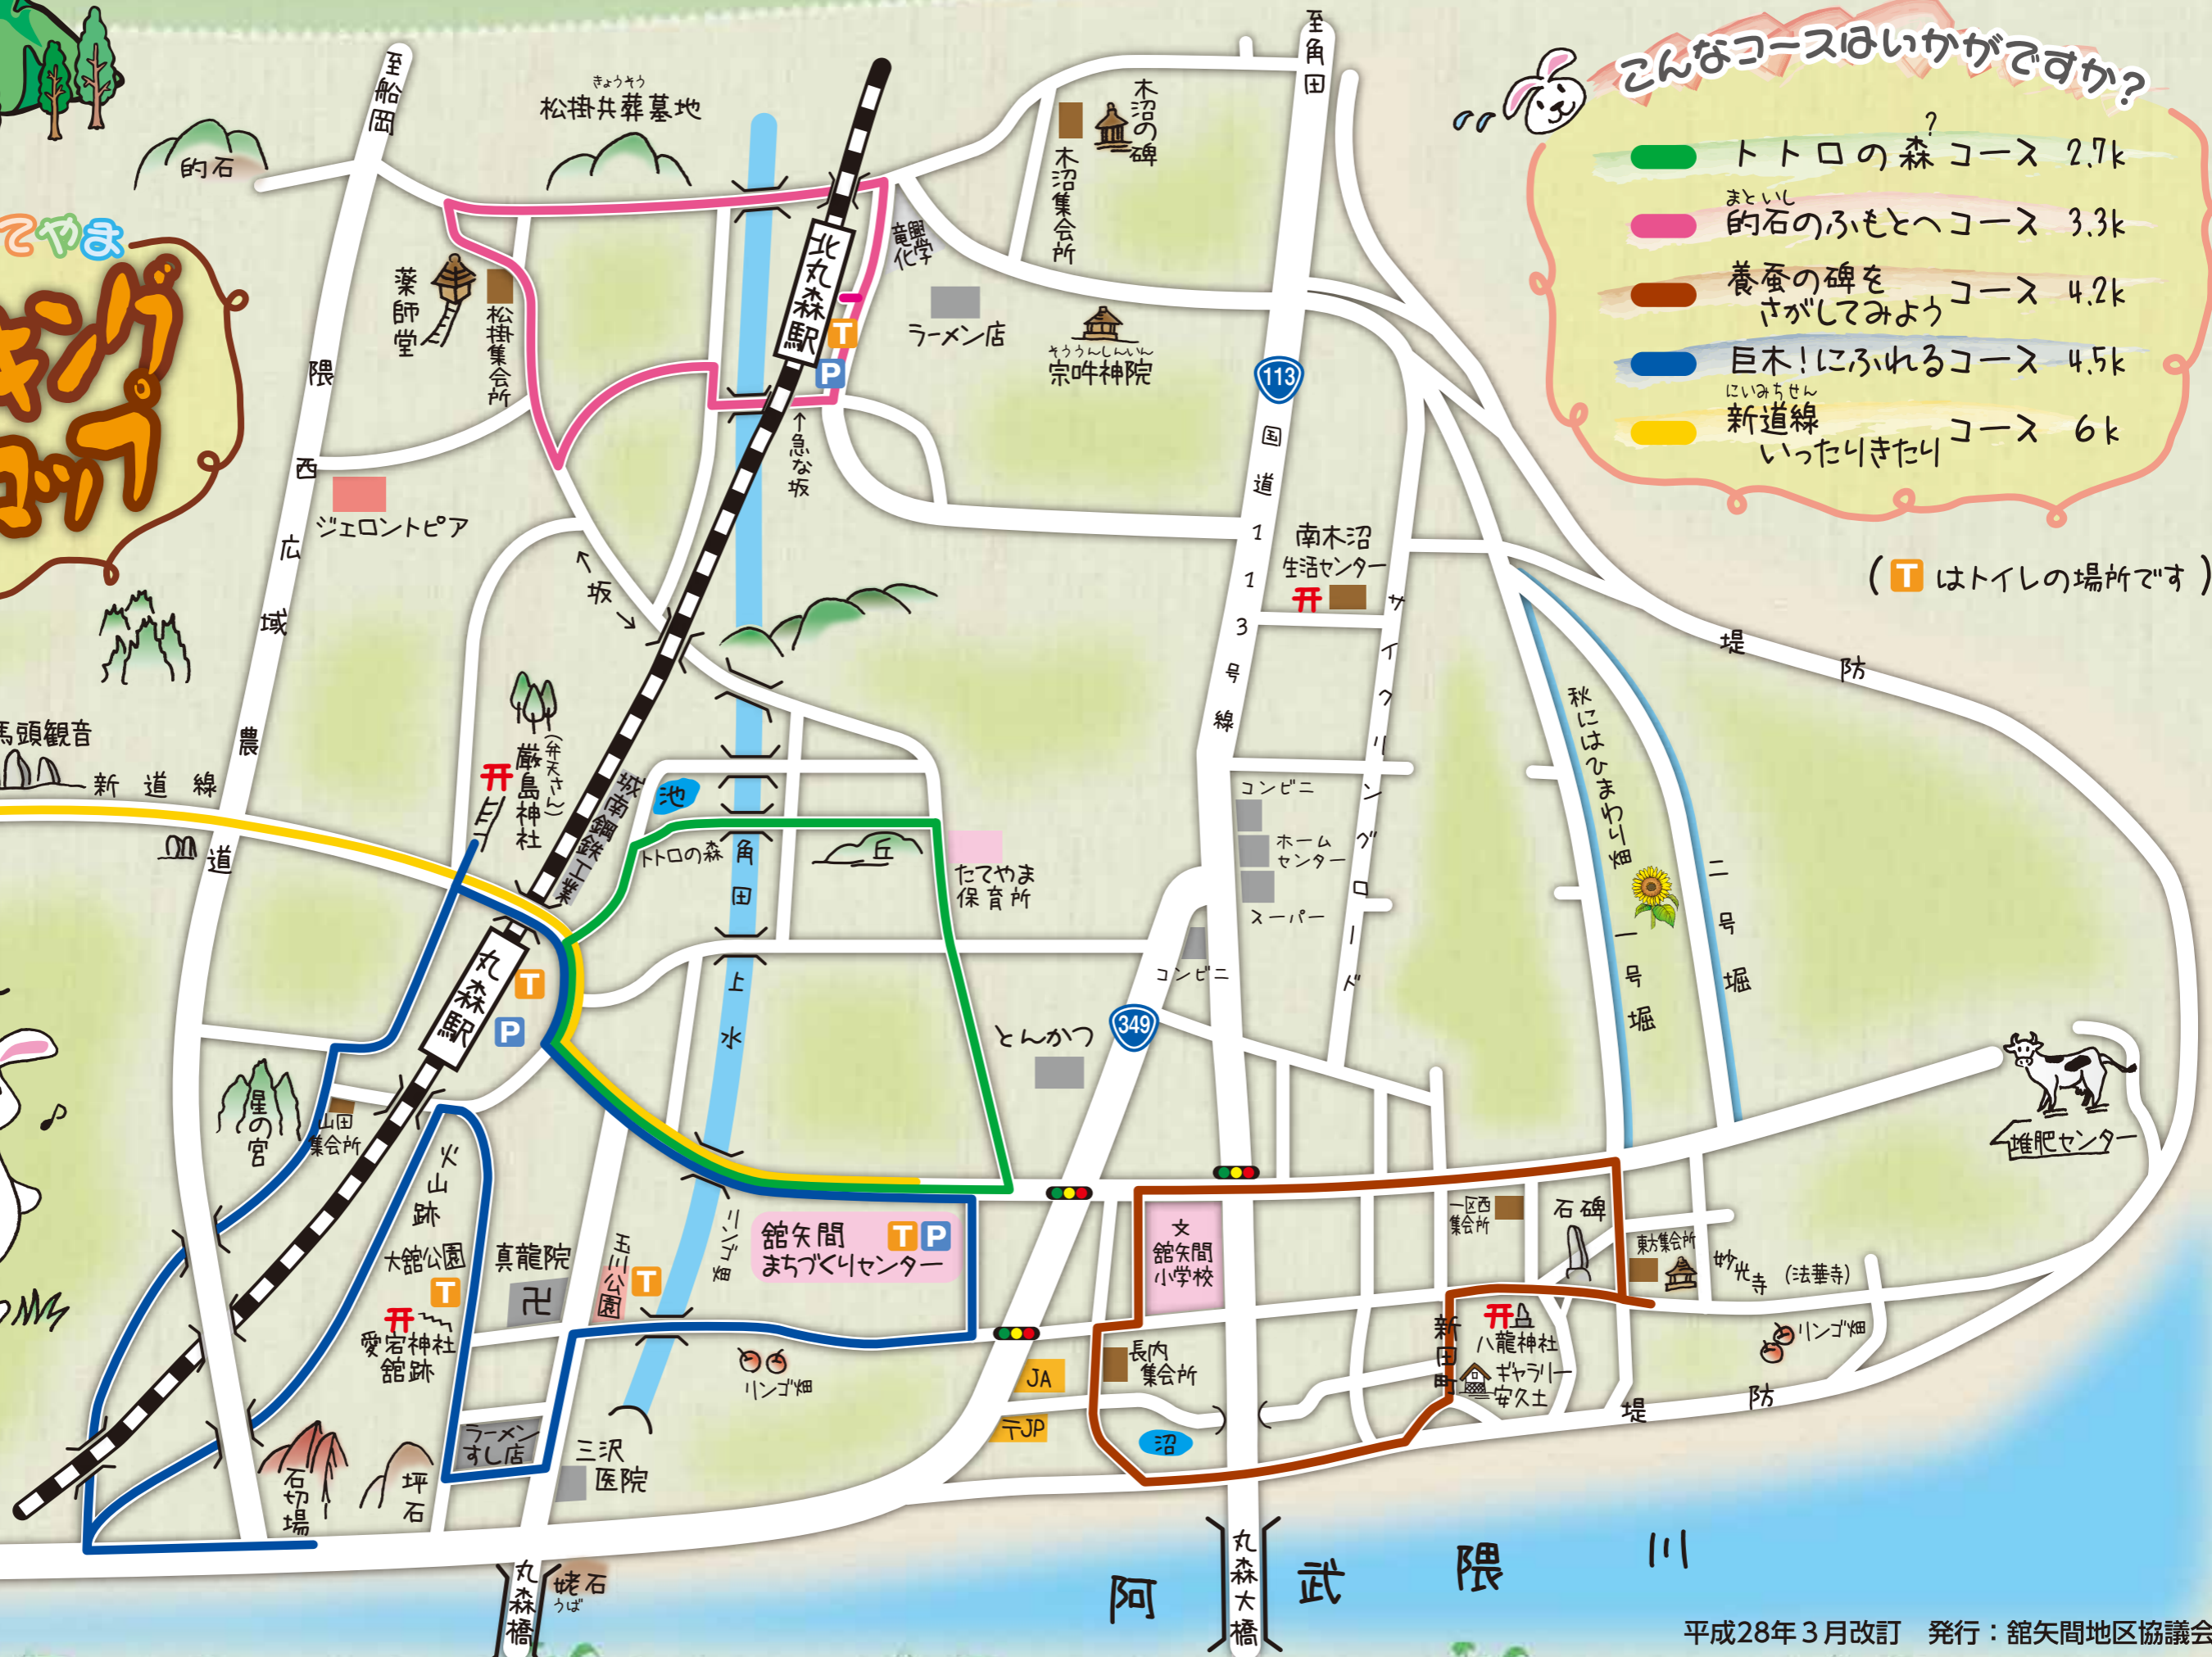 こんなコースはいかがですか?
?
トトロの森コース 2.7k
まといし
的石のふもとへコース 3.3k
養蚕の碑を
さがしてみよう コース 4.2k
巨木!にふれるコース 4.5k
にいみちせん
新道線
いったりきたり コース 6k
(Tはトイレの場所です)
てやま
キング
ップ
至船岡
的石
きょうそう
松掛共葬墓地
至角田
木沼の碑
木沼集会所
北丸森駅
T
P
竜興化学
ラーメン店
そううんしんいん
宗吽神院
薬師堂
松掛集会所
ジェロントピア
↑急な坂
←坂→
113
国道113号線
南木沼
生活センター
サイクリングロード
堤防
秋にはひまわり畑
一号堀
二号堀
隈西広域農道
馬頭観音
新道線
厳島神社
(弁天さん)
城南鋼鉄工業
池
トトロの森
丘
角田上水
たてやま
保育所
コンビニ
ホーム
センター
スーパー
コンビニ
349
とんかつ
丸森駅
T
P
星の宮
山田
集会所
火山跡
大舘公園
T
愛宕神社
舘跡
真龍院
卍
玉川公園
T
リンゴ畑
舘矢間 T P
まちづくりセンター
文
舘矢間
小学校
一区西
集会所
石碑
東方集会所
妙光寺
(法華寺)
堆肥センター
新田町
八龍神社
ギャラリー
安久土
リンゴ畑
堤防
長内
集会所
沼
JA
〒JP
リンゴ畑
ラーメン
すし店
三沢
医院
石切場
坪石
丸森橋
姥石
うば
丸森大橋
阿武隈川
平成28年3月改訂 発行:舘矢間地区協議会